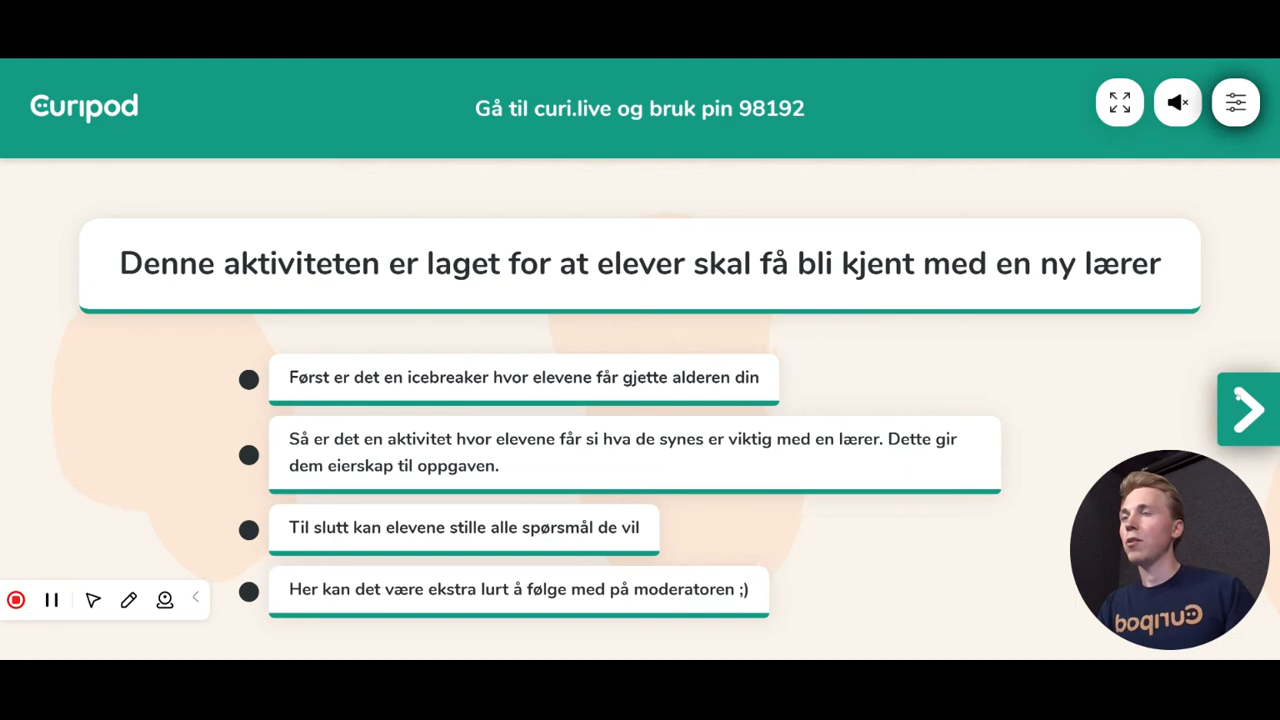 Curipod
Gå til curi.live og bruk pin 98192
Denne aktiviteten er laget for at elever skal få bli kjent med en ny lærer
Først er det en icebreaker hvor elevene får gjette alderen din
Så er det en aktivitet hvor elevene får si hva de synes er viktig med en lærer. Dette gir
dem eierskap til oppgaven.
Til slutt kan elevene stille alle spørsmål de vil
Her kan det være ekstra lurt å følge med på moderatoren ;)
Curipod